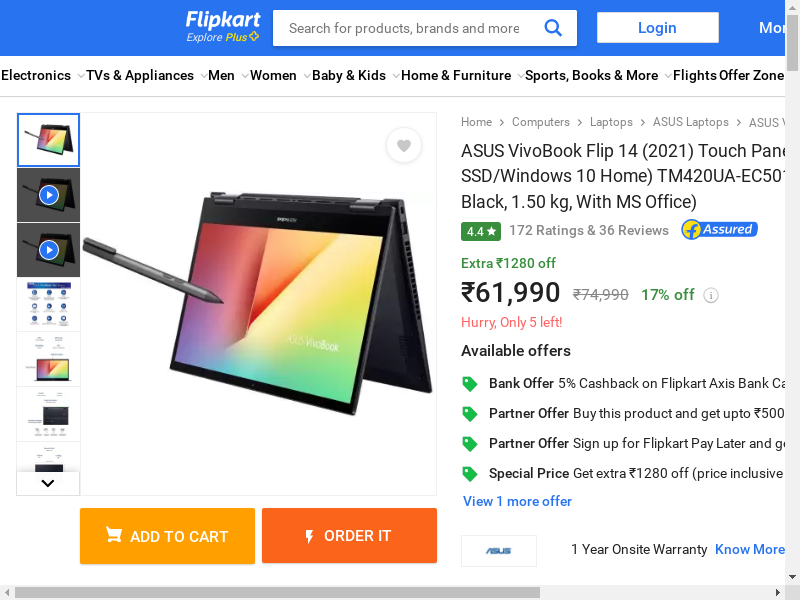 Flipkart
Explore Plus
Search for products, brands and more
Login
Mor
Electronics
TVs & Appliances
Men
Women
Baby & Kids
Home & Furniture
Sports, Books & More
Flights
Offer Zone
Home
Computers
Laptops
ASUS Laptops
ASUS V
ASUS VivoBook Flip 14 (2021) Touch Pane
SSD/Windows 10 Home) TM420UA-EC501
Black, 1.50 kg, With MS Office)
4.4 ★
172 Ratings & 36 Reviews
Assured
Extra ₹1280 off
₹61,990 ₹74,990 17% off
Hurry, Only 5 left!
Available offers
Bank Offer 5% Cashback on Flipkart Axis Bank Ca
Partner Offer Buy this product and get upto ₹500
Partner Offer Sign up for Flipkart Pay Later and ge
Special Price Get extra ₹1280 off (price inclusive
View 1 more offer
ASUS VivoBook
ADD TO CART
ORDER IT
ASUS
1 Year Onsite Warranty Know More